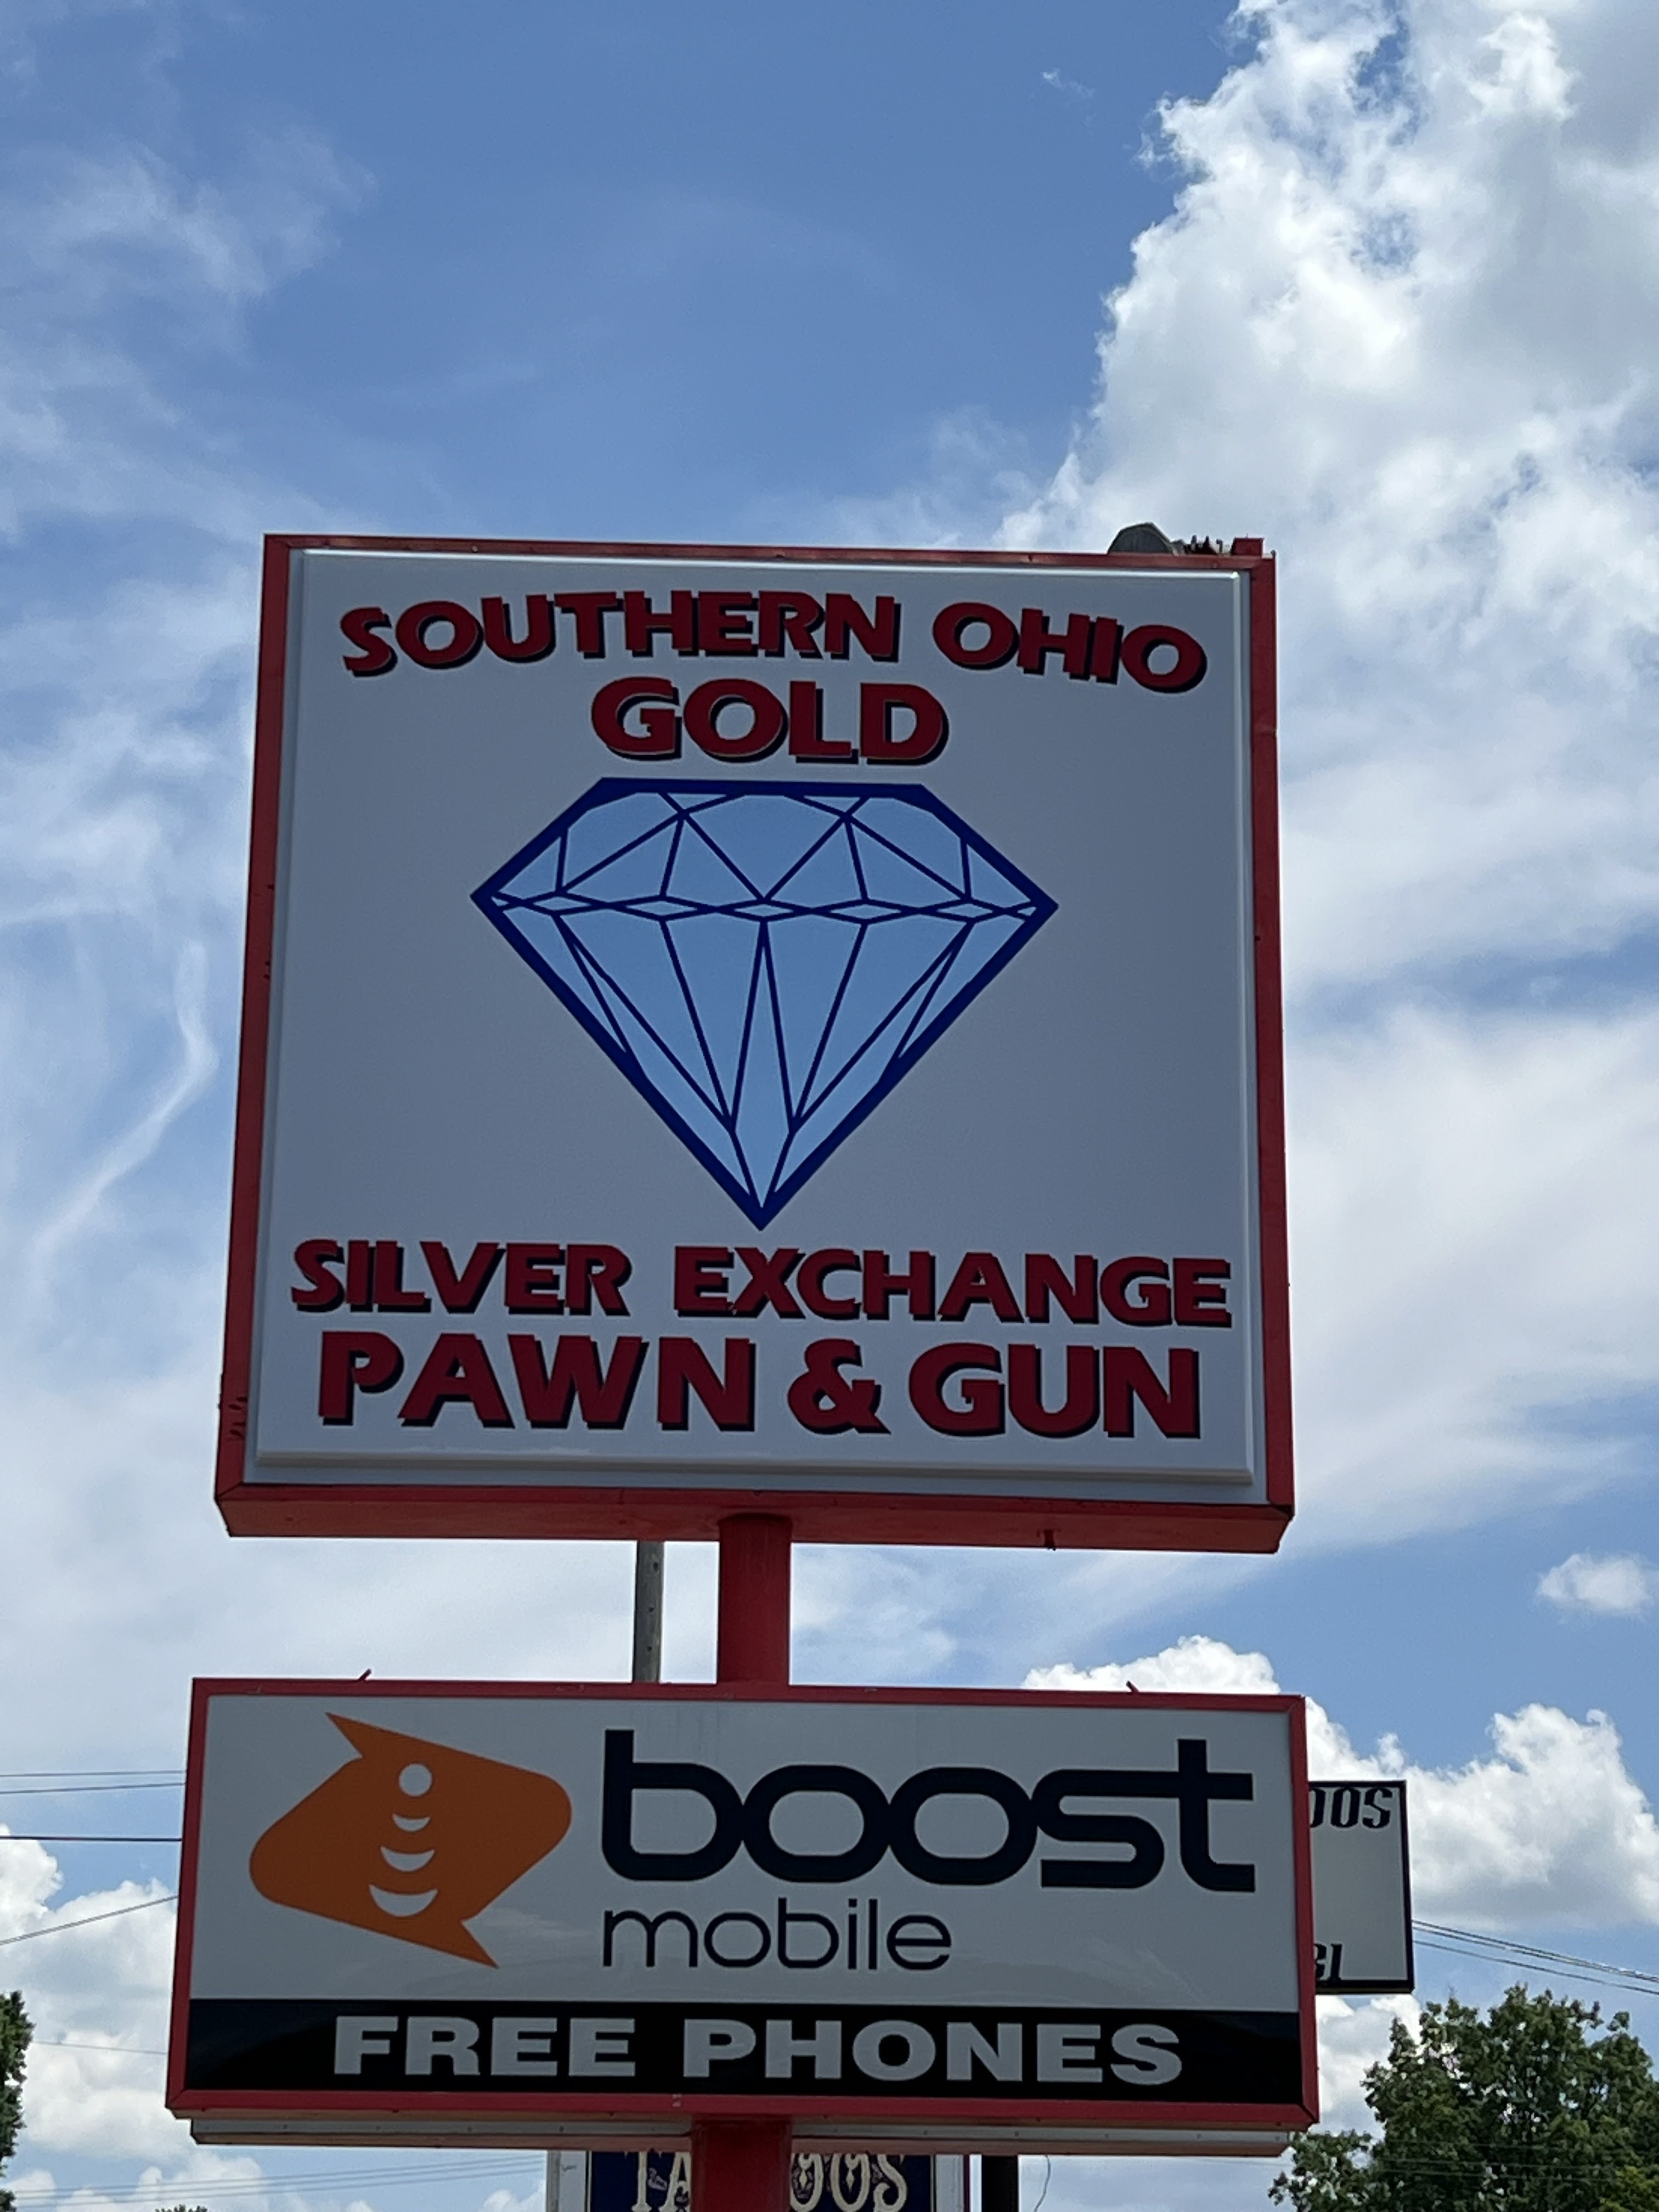 SOUTHERN OHIO
GOLD
SILVER EXCHANGE
PAWN & GUN
boost
mobile
FREE PHONES